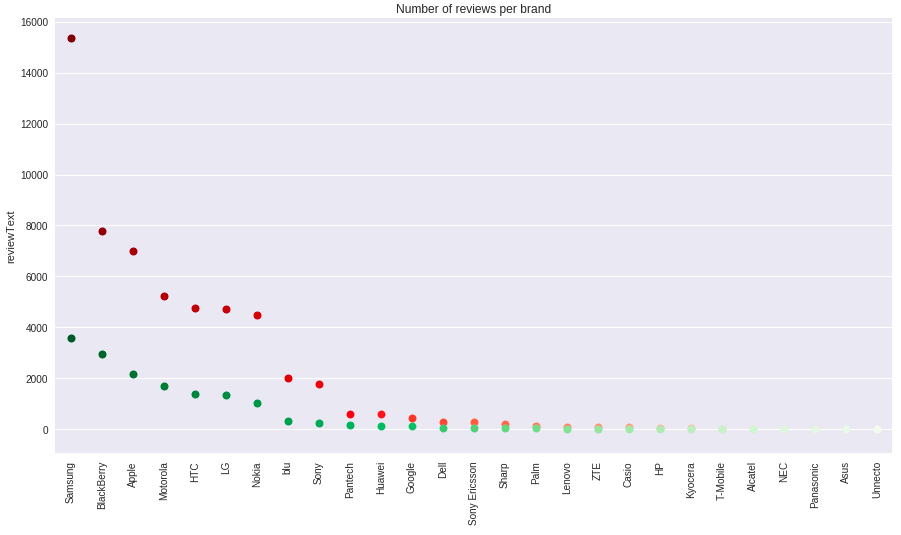 Number of reviews per brand
16000
14000
12000
10000
8000
6000
4000
2000
0
reviewText
Samsung
BlackBerry
Apple
Motorola
HTC
LG
Nokia
blu
Sony
Pantech
Huawei
Google
Dell
Sony Ericsson
Sharp
Palm
Lenovo
ZTE
Casio
HP
Kyocera
T-Mobile
Alcatel
NEC
Panasonic
Asus
Unnecto